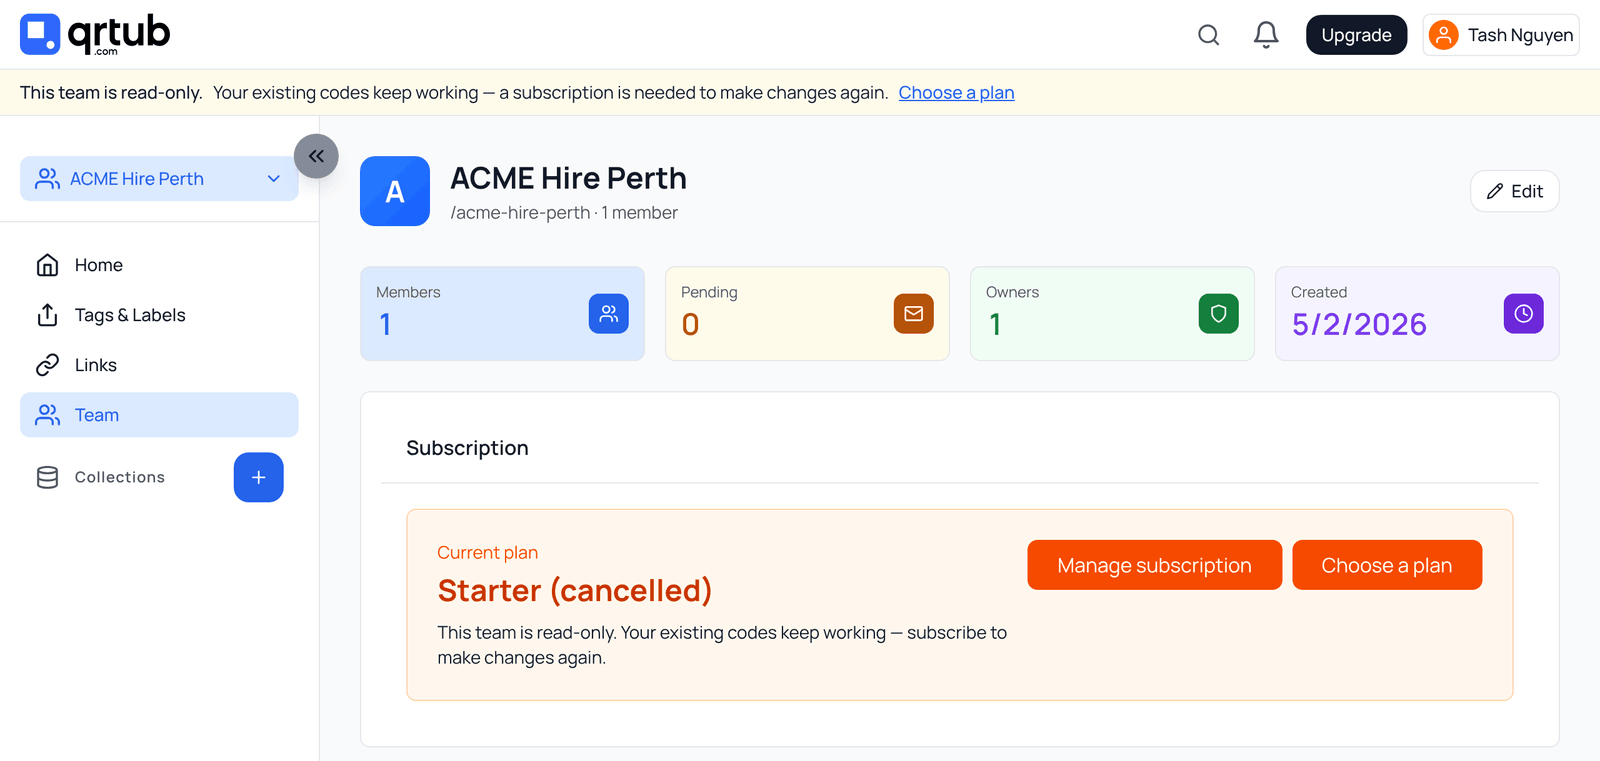 qrtub
.com
Upgrade
Tash Nguyen
This team is read-only. Your existing codes keep working — a subscription is needed to make changes again. Choose a plan
ACME Hire Perth
Home
Tags & Labels
Links
Team
Collections
A
ACME Hire Perth
/acme-hire-perth · 1 member
Edit
Members
1
Pending
0
Owners
1
Created
5/2/2026
Subscription
Current plan
Starter (cancelled)
This team is read-only. Your existing codes keep working — subscribe to
make changes again.
Manage subscription
Choose a plan